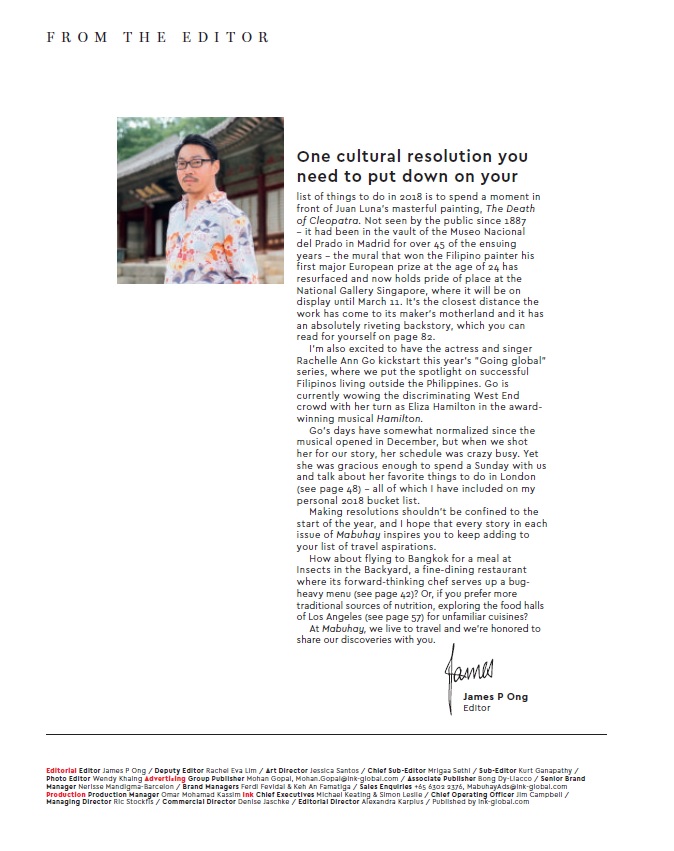 FROM THE EDITOR
One cultural resolution you
need to put down on your
list of things to do in 2018 is to spend a moment in
front of Juan Luna's masterful painting, The Death
of Cleopatra. Not seen by the public since 1887
– it had been in the vault of the Museo Nacional
del Prado in Madrid for over 45 of the ensuing
years – the mural that won the Filipino painter his
first major European prize at the age of 24 has
resurfaced and now holds pride of place at the
National Gallery Singapore, where it will be on
display until March 11. It's the closest distance the
work has come to its maker's motherland and it has
an absolutely riveting backstory, which you can
read for yourself on page 82.
I'm also excited to have the actress and singer
Rachelle Ann Go kickstart this year's "Going global"
series, where we put the spotlight on successful
Filipinos living outside the Philippines. Go is
currently wowing the discriminating West End
crowd with her turn as Eliza Hamilton in the award-
winning musical Hamilton.
Go's days have somewhat normalized since the
musical opened in December, but when we shot
her for our story, her schedule was crazy busy. Yet
she was gracious enough to spend a Sunday with us
and talk about her favorite things to do in London
(see page 48) – all of which I have included on my
personal 2018 bucket list.
Making resolutions shouldn't be confined to the
start of the year, and I hope that every story in each
issue of Mabuhay inspires you to keep adding to
your list of travel aspirations.
How about flying to Bangkok for a meal at
Insects in the Backyard, a fine-dining restaurant
where its forward-thinking chef serves up a bug-
heavy menu (see page 42)? Or, if you prefer more
traditional sources of nutrition, exploring the food halls
of Los Angeles (see page 57) for unfamiliar cuisines?
At Mabuhay, we live to travel and we're honored to
share our discoveries with you.
James
James P Ong
Editor
Editorial Editor James P Ong / Deputy Editor Rachel Eva Lim / Art Director Jessica Santos / Chief Sub-Editor Mrigaa Sethi / Sub-Editor Kurt Ganapathy /
Photo Editor Wendy Khaing Advertising Group Publisher Mohan Gopal, Mohan.Gopal@ink-global.com / Associate Publisher Bong Dy-Liacco / Senior Brand
Manager Nerisse Mandigma-Barcelon / Brand Managers Ferdi Fevidal & Keh An Famatiga / Sales Enquiries +65 6302 2376, MabuhayAds@ink-global.com
Production Production Manager Omar Mohamad Kassim Ink Chief Executives Michael Keating & Simon Leslie / Chief Operating Officer Jim Campbell /
Managing Director Ric Stockfis / Commercial Director Denise Jaschke / Editorial Director Alexandra Karplus / Published by ink-global.com